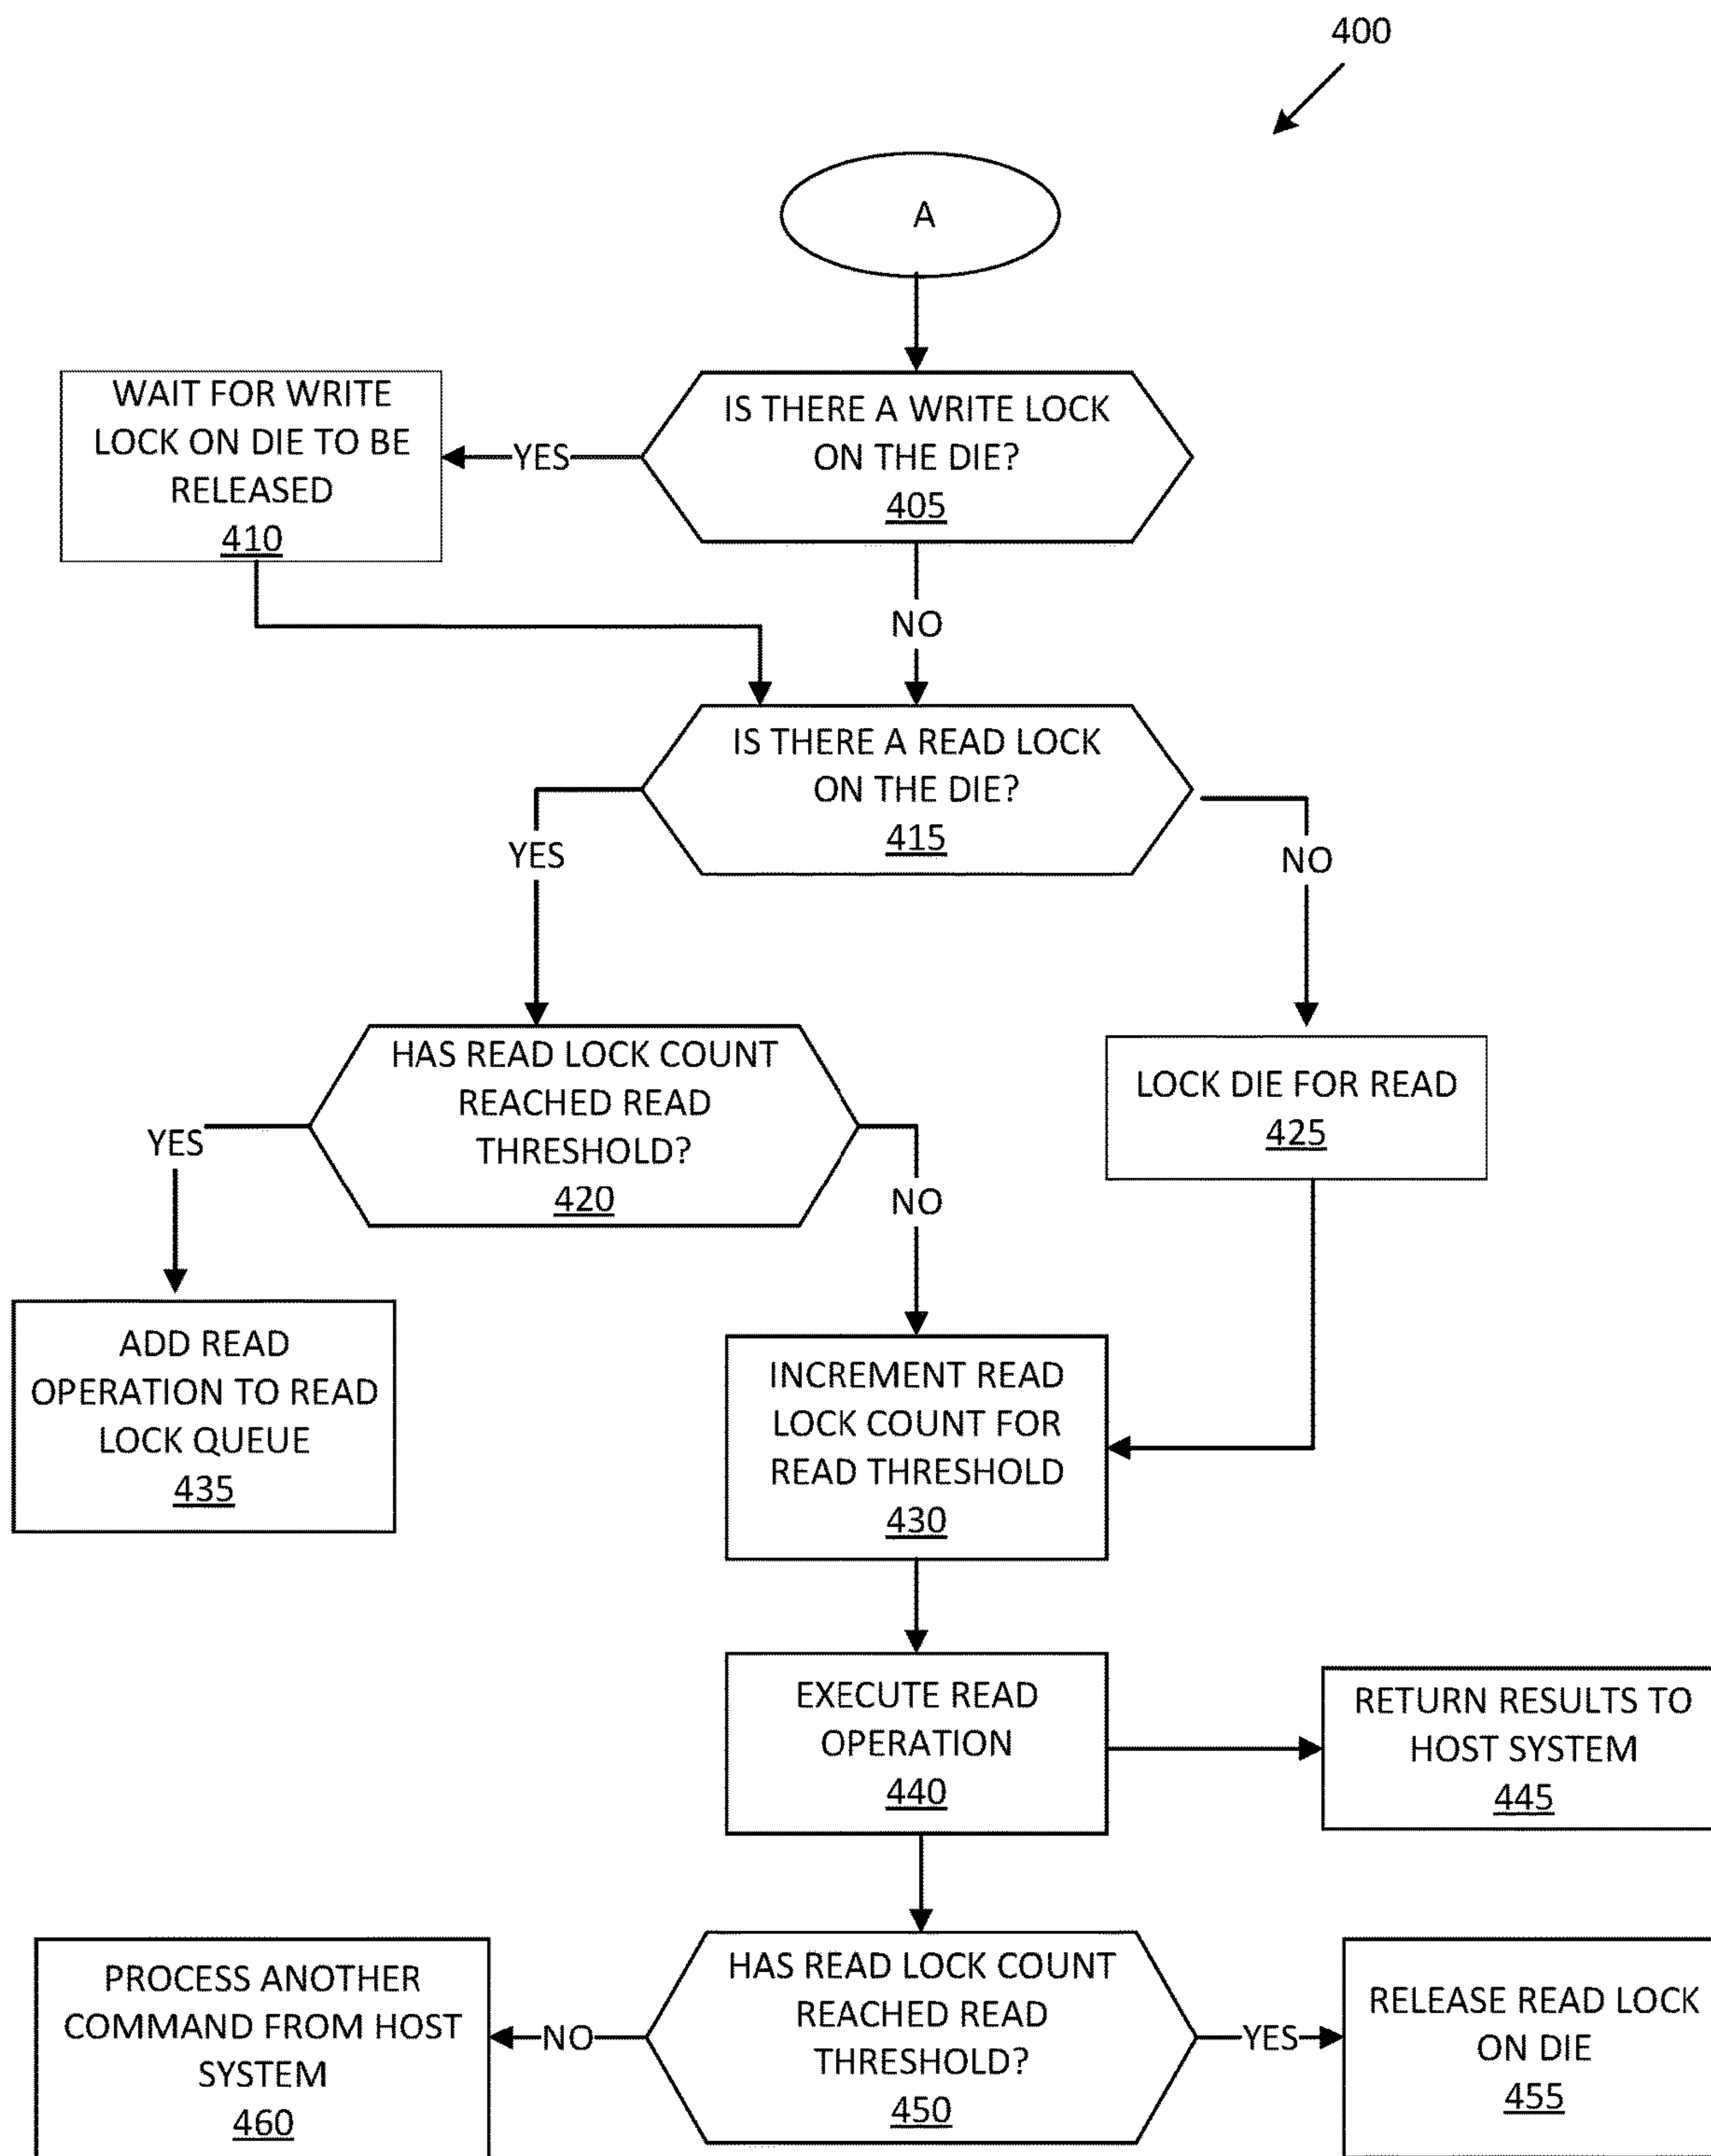 400
A
WAIT FOR WRITE
LOCK ON DIE TO BE
RELEASED
410
YES
IS THERE A WRITE LOCK
ON THE DIE?
405
NO
IS THERE A READ LOCK
ON THE DIE?
415
YES
NO
HAS READ LOCK COUNT
REACHED READ
THRESHOLD?
420
LOCK DIE FOR READ
425
YES
NO
ADD READ
OPERATION TO READ
LOCK QUEUE
435
INCREMENT READ
LOCK COUNT FOR
READ THRESHOLD
430
EXECUTE READ
OPERATION
440
RETURN RESULTS TO
HOST SYSTEM
445
PROCESS ANOTHER
COMMAND FROM HOST
SYSTEM
460
NO
HAS READ LOCK COUNT
REACHED READ
THRESHOLD?
450
YES
RELEASE READ LOCK
ON DIE
455